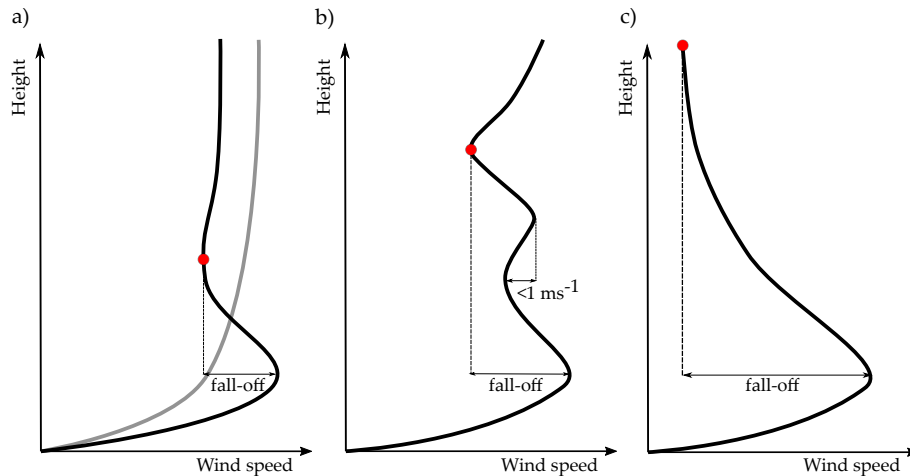 a)
Height
fall-off
Wind speed
b)
Height
<1 ms-1
fall-off
Wind speed
c)
Height
fall-off
Wind speed